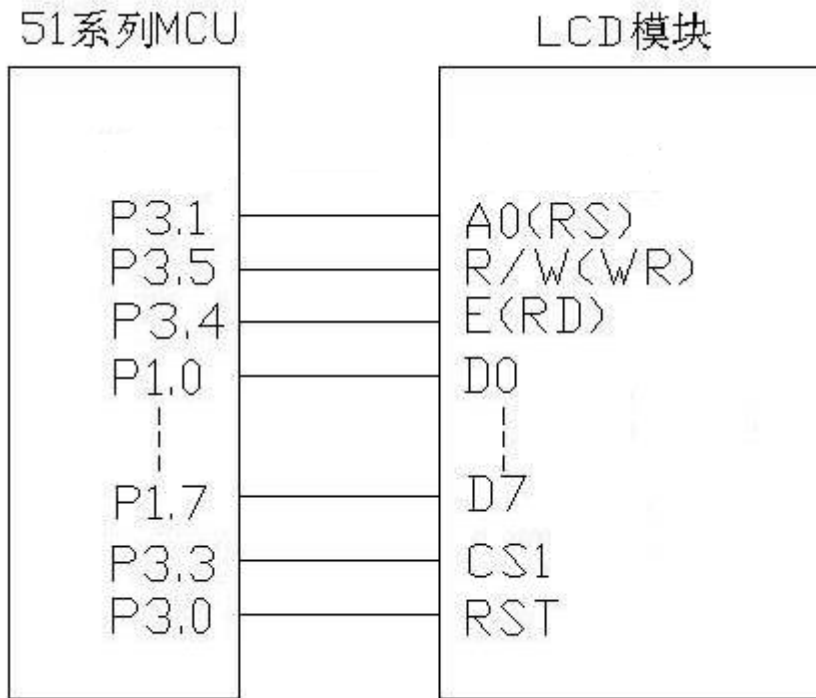 51系列MCU LCD模块
P3.1 A0(RS)
P3.5 R/W(WR)
P3.4 E(RD)
P1.0 D0
P1.7 D7
P3.3 CS1
P3.0 RST